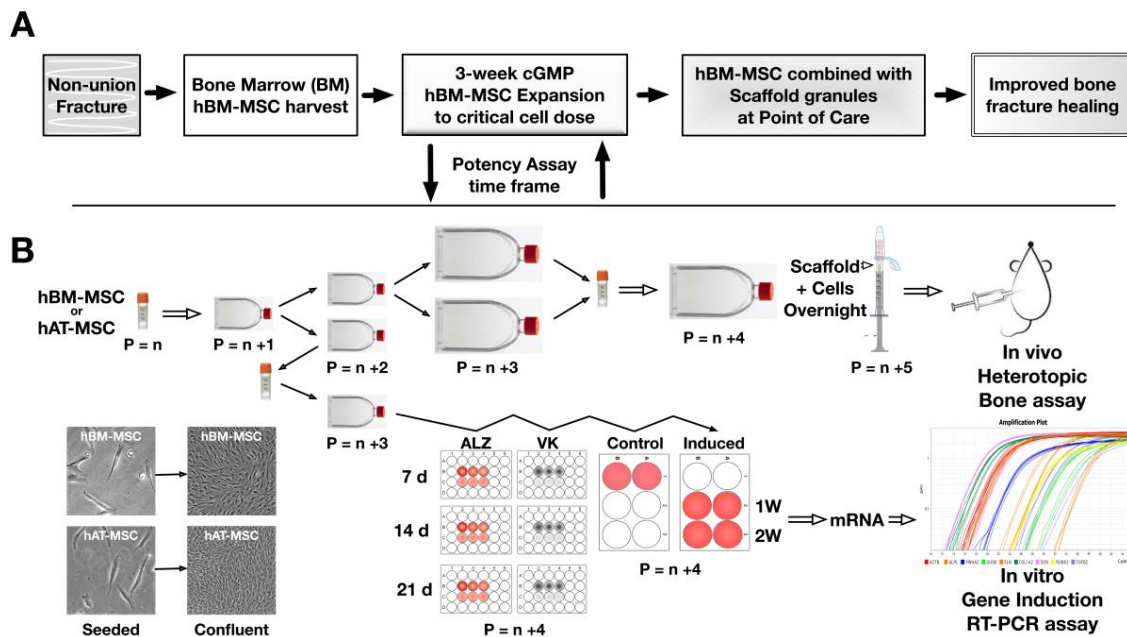 A
Non-union
Fracture
Bone Marrow (BM)
hBM-MSC harvest
3-week cGMP
hBM-MSC Expansion
to critical cell dose
hBM-MSC combined with
Scaffold granules
at Point of Care
Improved bone
fracture healing
Potency Assay
time frame
B
hBM-MSC
or
hAT-MSC
P = n
P = n +1
P = n +2
P = n +3
P = n +4
Scaffold
+ Cells
Overnight
P = n +5
In vivo
Heterotopic
Bone assay
P = n +3
hBM-MSC
hBM-MSC
hAT-MSC
hAT-MSC
Seeded
Confluent
ALZ
VK
Control
Induced
7 d
14 d
21 d
B
A
B
A
1W
2W
mRNA
P = n +4
P = n +4
Amplification Plot
ACTB
ALPL
YWHAZ
RUNX2
In vitro
Gene Induction
RT-PCR assay